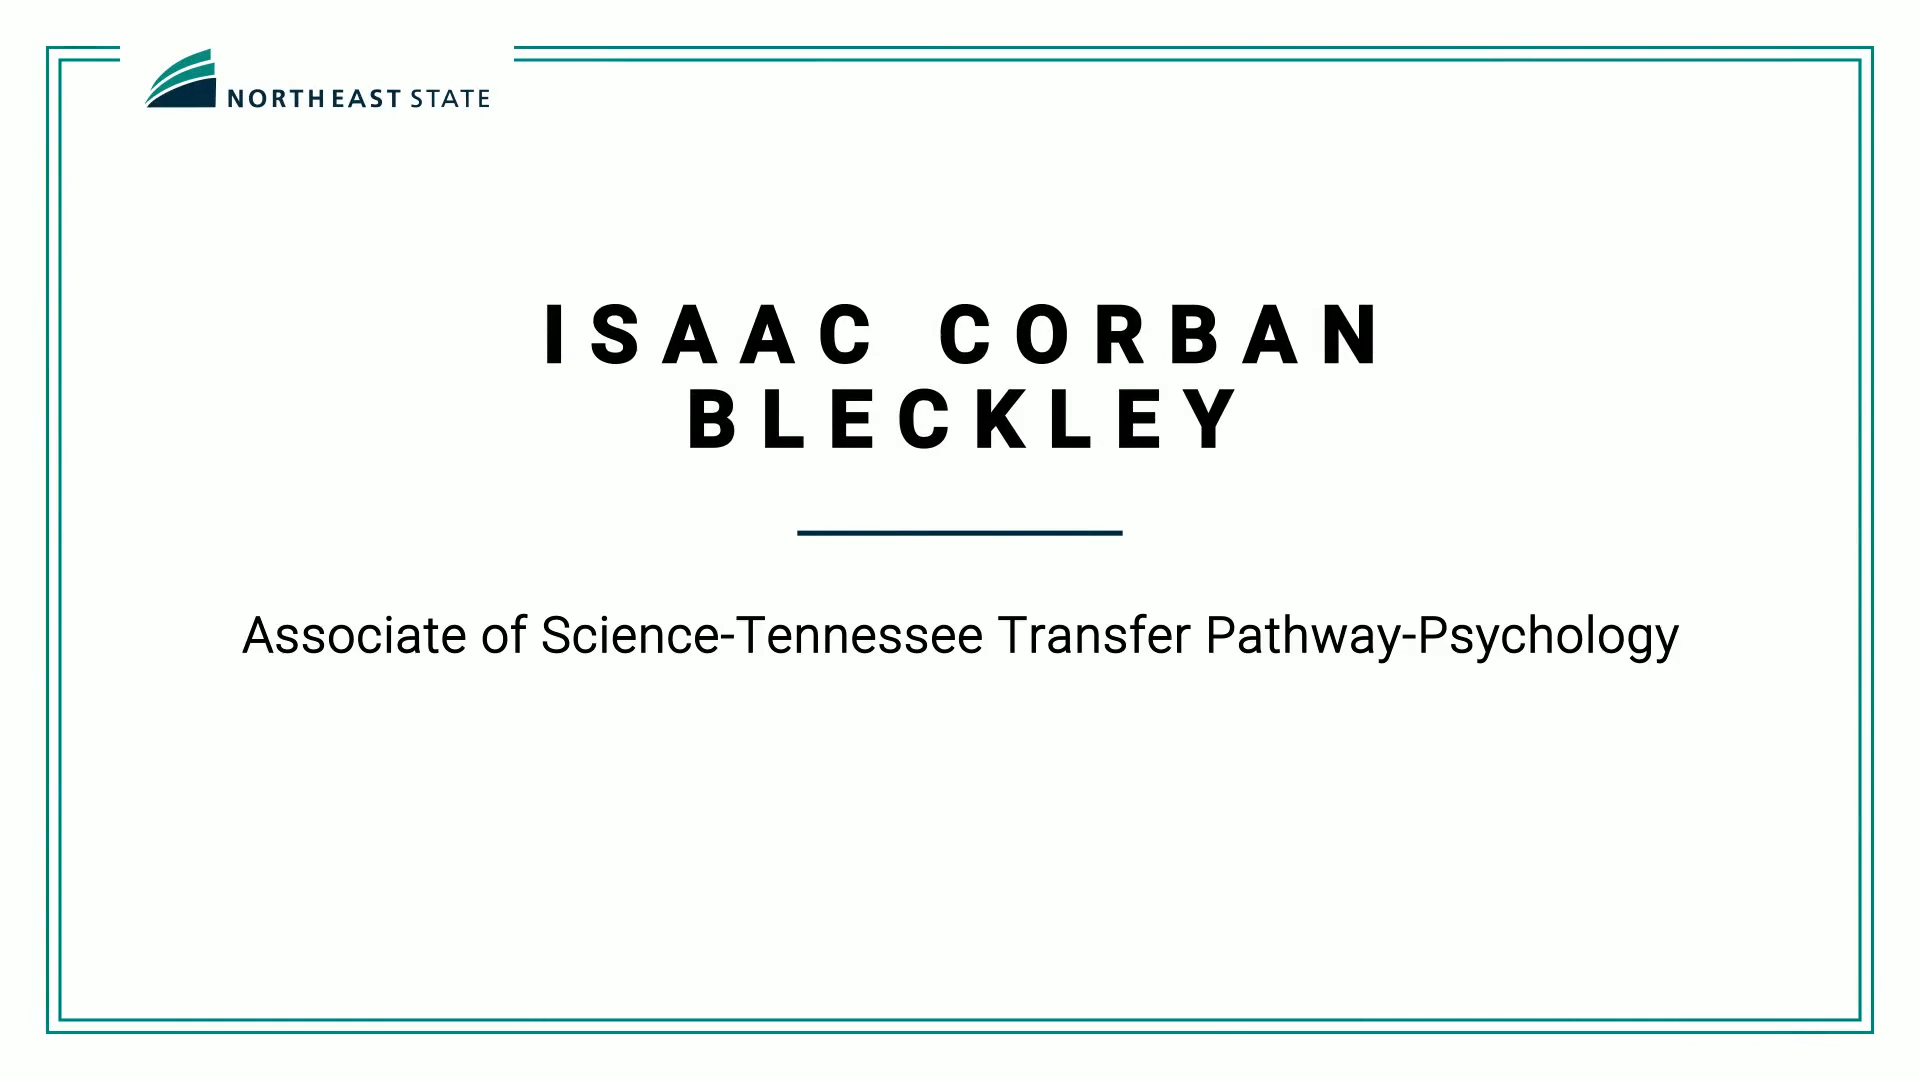 NORTHEAST STATE
ISAAC CORBAN
BLECKLEY
Associate of Science-Tennessee Transfer Pathway-Psychology